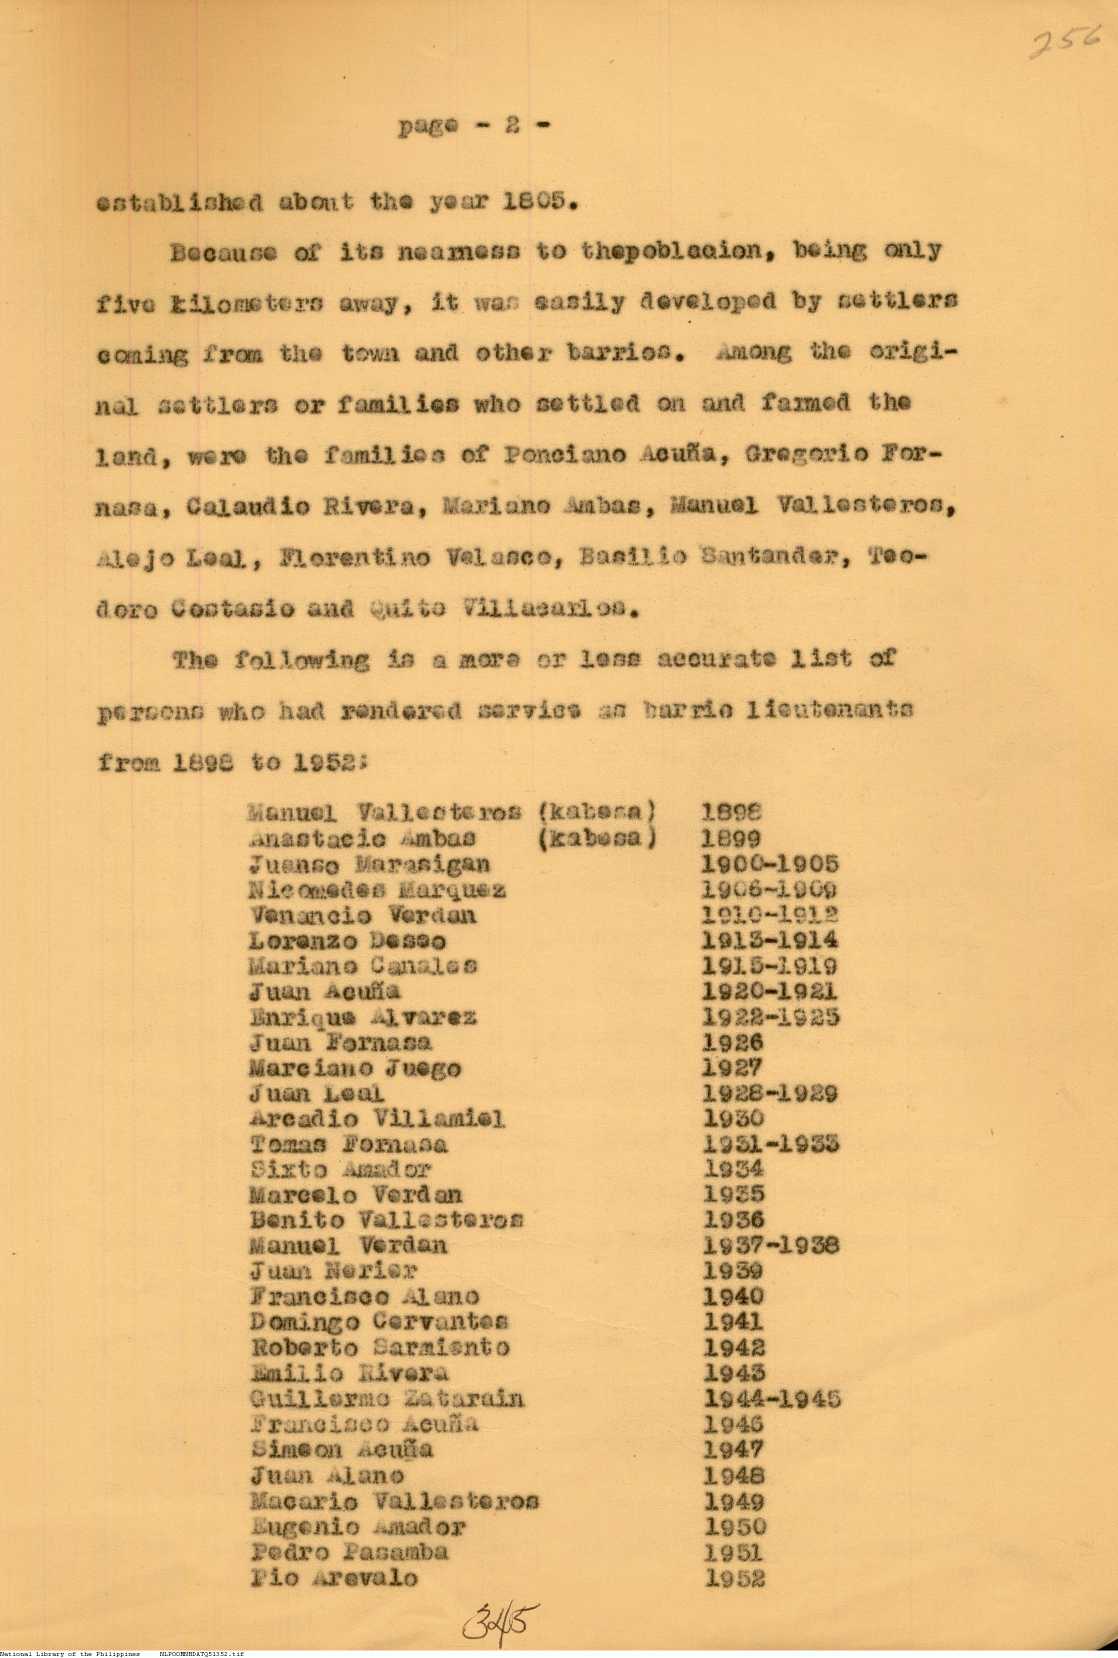 256
page - 2 -
established about the year 1805.
Because of its nearness to thepoblacion, being only
five kilometers away, it was easily developed by settlers
coming from the town and other barrios. Among the origi-
nal settlers or families who settled on and farmed the
land, were the families of Ponciano Acuña, Gregorio For-
nasa, Calaudio Rivera, Mariano Ambas, Manuel Vallesteros,
Alejo Leal, Florentino Velasco, Basilio Santander, Teo-
doro Costasio and Quito Villacarlos.
The following is a more or less accurate list of
persons who had rendered service as barrio lieutenants
from 1898 to 1952:
Manuel Vallesteros (kabesa) 1898
Anastacio Ambas (kabesa) 1899
Juanso Marasigan 1900-1905
Nicomedes Marquez 1906-1909
Venancio Verdan 1910-1912
Lorenzo Deseo 1913-1914
Mariano Canales 1915-1919
Juan Acuña 1920-1921
Enrique Alvarez 1922-1925
Juan Fornasa 1926
Marciano Juego 1927
Juan Leal 1928-1929
Arcadio Villamiel 1930
Tomas Fornasa 1931-1933
Sixto Amador 1934
Marcelo Verdan 1935
Benito Vallesteros 1936
Manuel Verdan 1937-1938
Juan Nerier 1939
Francisco Alano 1940
Domingo Cervantes 1941
Roberto Sarmiento 1942
Emilio Rivera 1943
Guillermo Zatarain 1944-1945
Francisco Acuña 1946
Simeon Acuña 1947
Juan Alano 1948
Macario Vallesteros 1949
Eugenio Amador 1950
Pedro Pasamba 1951
Pio Arevalo 1952
345
National Library of the Philippines NLPOOMNHDATQ51352.tif